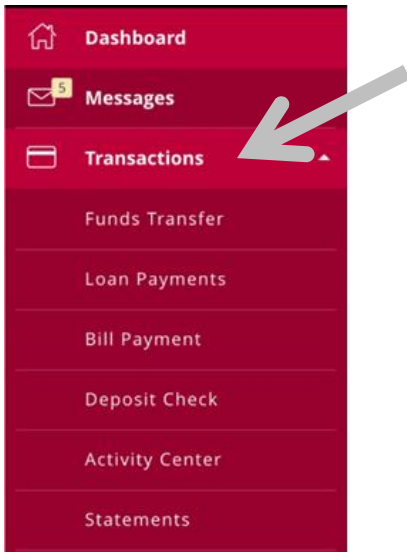 Dashboard
5
Messages
Transactions
Funds Transfer
Loan Payments
Bill Payment
Deposit Check
Activity Center
Statements